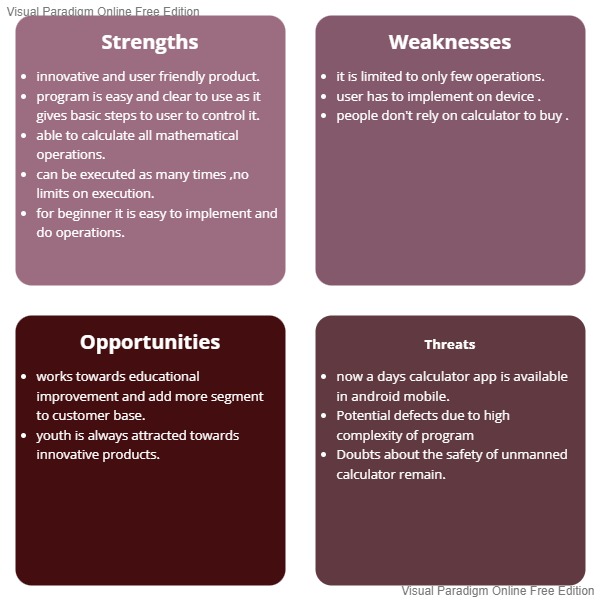 Visual Paradigm Online Free Edition
Strengths
innovative and user friendly product.
program is easy and clear to use as it
gives basic steps to user to control it.
able to calculate all mathematical
operations.
can be executed as many times ,no
limits on execution.
for beginner it is easy to implement and
do operations.
Weaknesses
it is limited to only few operations.
user has to implement on device .
people don't rely on calculator to buy .
Opportunities
works towards educational
improvement and add more segment
to customer base.
youth is always attracted towards
innovative products.
Threats
now a days calculator app is available
in android mobile.
Potential defects due to high
complexity of program
Doubts about the safety of unmanned
calculator remain.
Visual Paradigm Online Free Edition